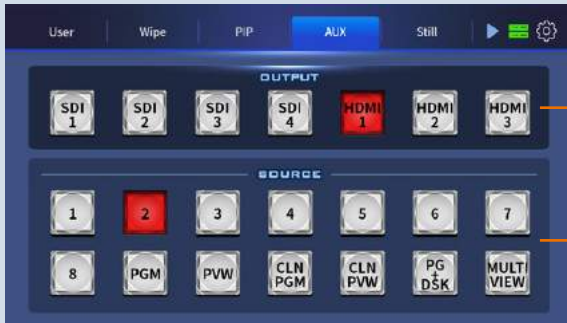 User Wipe PIP AUX Still
OUTPUT
SDI 1 SDI 2 SDI 3 SDI 4 HDMI 1 HDMI 2 HDMI 3
SOURCE
1 2 3 4 5 6 7
8 PGM PVW CLN PGM CLN PVW PG + DSK MULTI VIEW